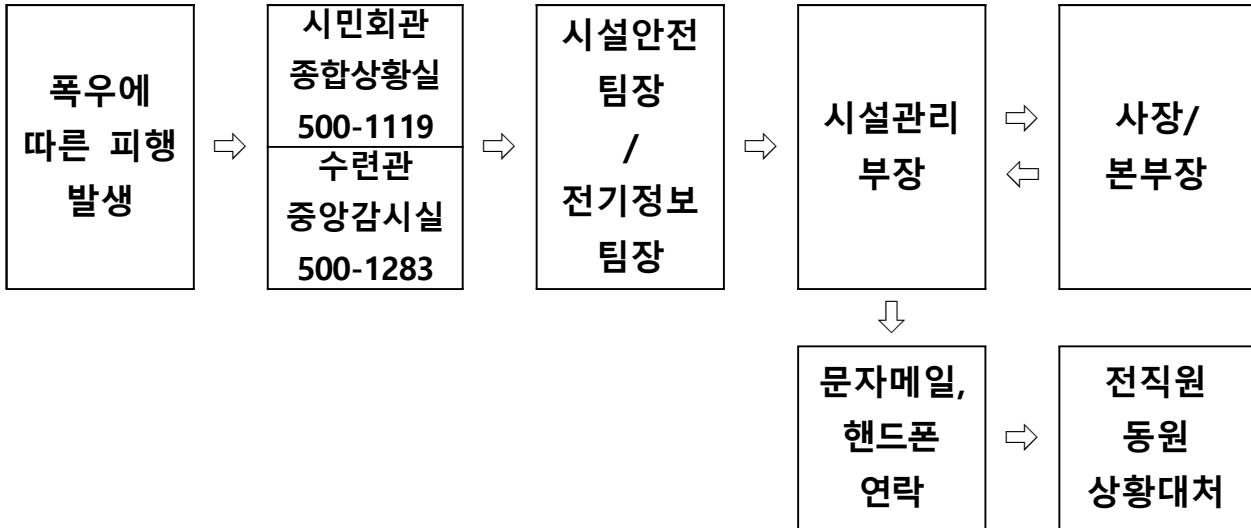 폭우에
따른 피행
발생
시민회관
종합상황실
500-1119
수련관
중앙감시실
500-1283
시설안전
팀장
/
전기정보
팀장
시설관리
부장
사장/
본부장
문자메일,
핸드폰
연락
전직원
동원
상황대처